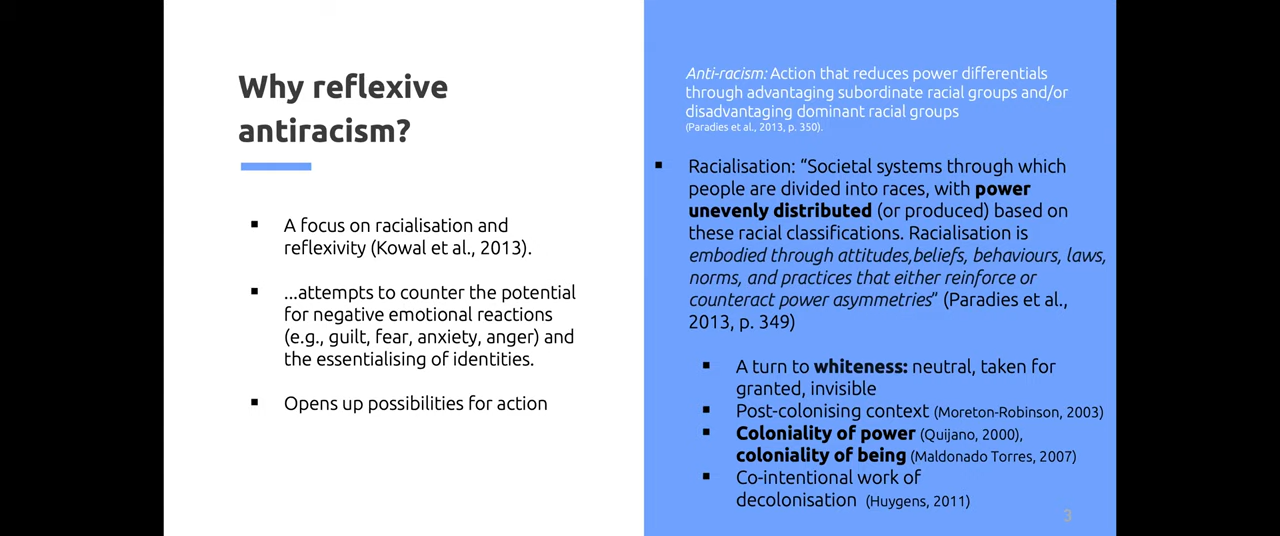 Why reflexive
antiracism?
▪ A focus on racialisation and
reflexivity (Kowal et al., 2013).
▪ ...attempts to counter the potential
for negative emotional reactions
(e.g., guilt, fear, anxiety, anger) and
the essentialising of identities.
▪ Opens up possibilities for action
Anti-racism: Action that reduces power differentials
through advantaging subordinate racial groups and/or
disadvantaging dominant racial groups
(Paradies et al., 2013, p. 350).
▪ Racialisation: “Societal systems through which
people are divided into races, with power
unevenly distributed (or produced) based on
these racial classifications. Racialisation is
embodied through attitudes,beliefs, behaviours, laws,
norms, and practices that either reinforce or
counteract power asymmetries” (Paradies et al.,
2013, p. 349)
▪ A turn to whiteness: neutral, taken for
granted, invisible
▪ Post-colonising context (Moreton-Robinson, 2003)
▪ Coloniality of power (Quijano, 2000),
coloniality of being (Maldonado Torres, 2007)
▪ Co-intentional work of
decolonisation (Huygens, 2011)
3